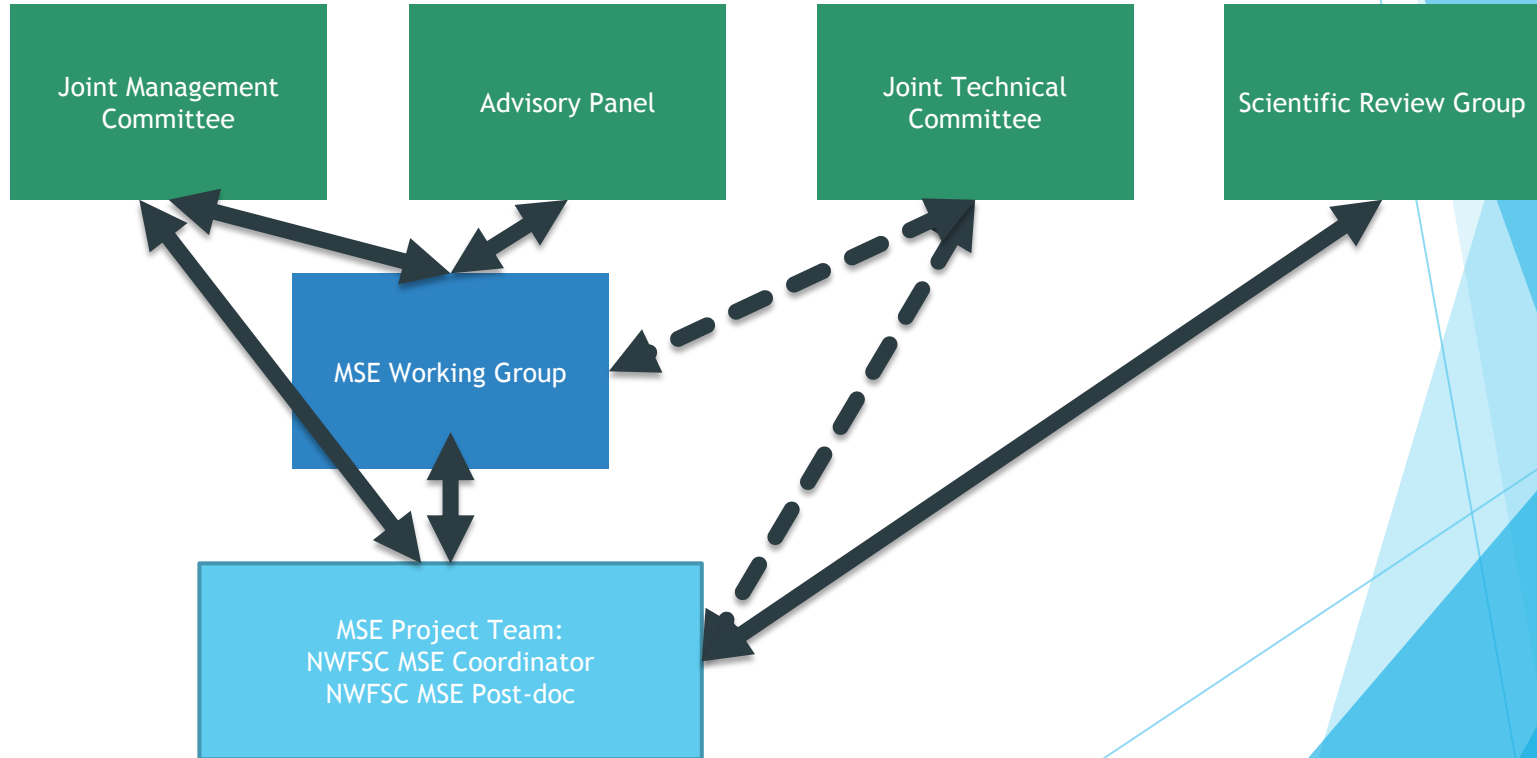 Joint Management
Committee
Advisory Panel
Joint Technical
Committee
Scientific Review Group
MSE Working Group
MSE Project Team:
NWFSC MSE Coordinator
NWFSC MSE Post-doc